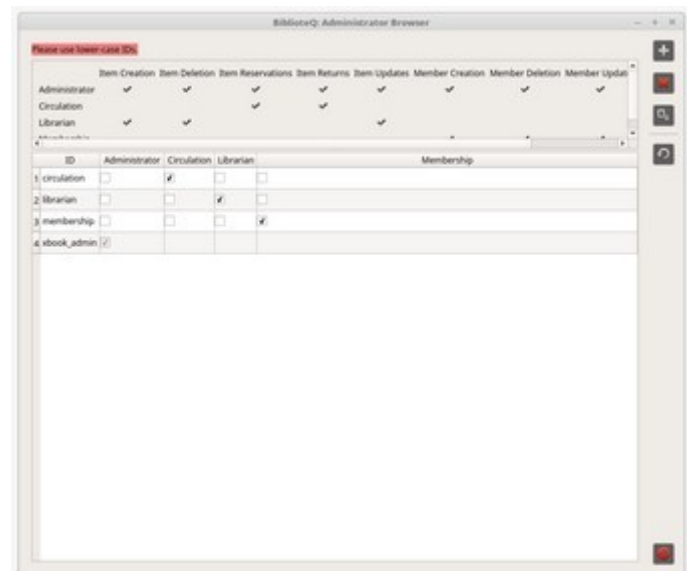 BiblioteQ: Administrator Browser
Please use lower-case IDs.
Item Creation Item Deletion Item Reservations Item Returns Item Updates Member Creation Member Deletion Member Updat
Administrator
Circulation
Librarian
ID Administrator Circulation Librarian Membership
1 circulation
2 librarian
3 membership
4 xbook_admin